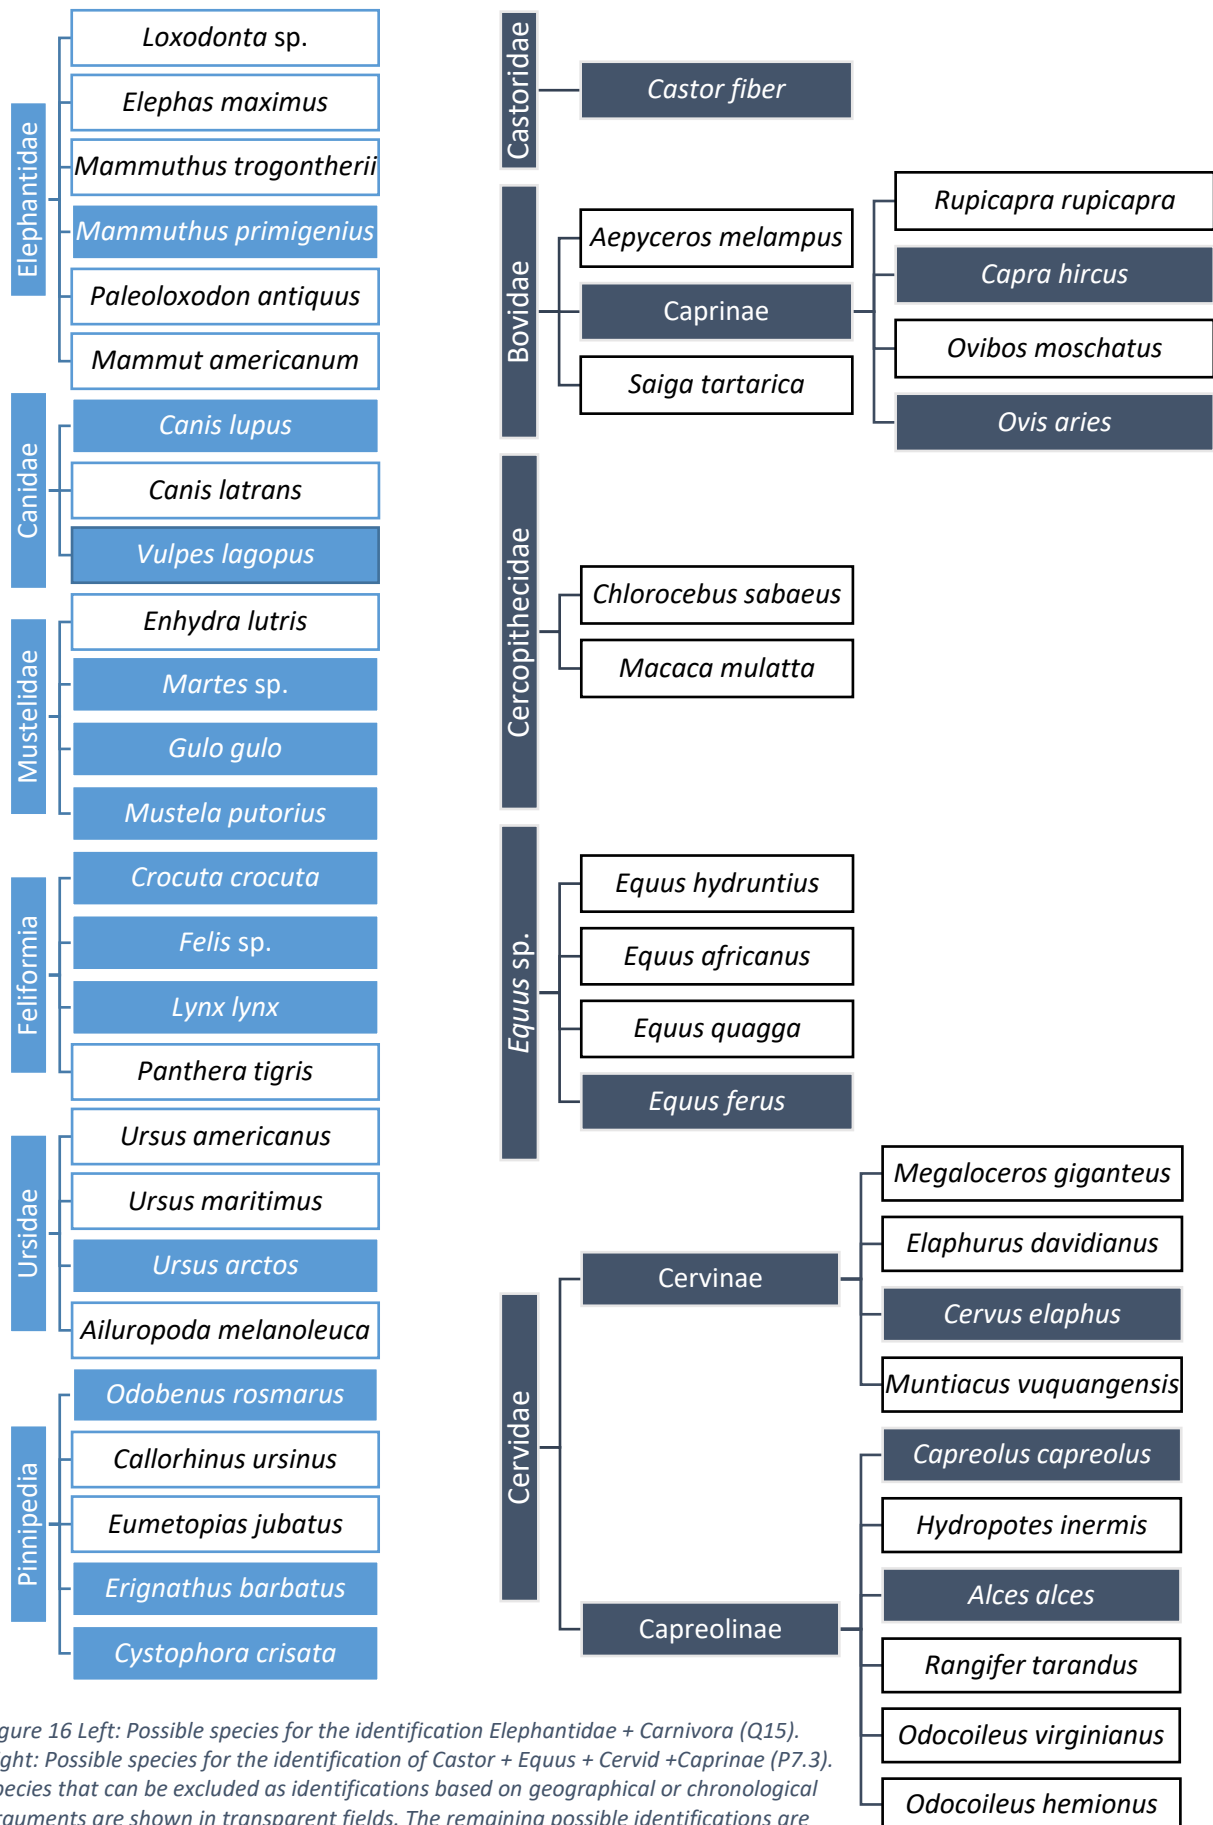 Elephantidae
Loxodonta sp.
Elephas maximus
Mammuthus trogontherii
Mammuthus primigenius
Paleoloxodon antiquus
Mammut americanum
Canidae
Canis lupus
Canis latrans
Vulpes lagopus
Mustelidae
Enhydra lutris
Martes sp.
Gulo gulo
Mustela putorius
Feliformia
Crocuta crocuta
Felis sp.
Lynx lynx
Panthera tigris
Ursidae
Ursus americanus
Ursus maritimus
Ursus arctos
Ailuropoda melanoleuca
Pinnipedia
Odobenus rosmarus
Callorhinus ursinus
Eumetopias jubatus
Erignathus barbatus
Cystophora crisata
Castoridae
Castor fiber
Bovidae
Aepyceros melampus
Caprinae
Saiga tartarica
Rupicapra rupicapra
Capra hircus
Ovibos moschatus
Ovis aries
Cercopithecidae
Chlorocebus sabaeus
Macaca mulatta
Equus sp.
Equus hydruntius
Equus africanus
Equus quagga
Equus ferus
Cervidae
Cervinae
Megaloceros giganteus
Elaphurus davidianus
Cervus elaphus
Muntiacus vuquangensis
Capreolinae
Capreolus capreolus
Hydropotes inermis
Alces alces
Rangifer tarandus
Odocoileus virginianus
Odocoileus hemionus
gure 16 Left: Possible species for the identification Elephantidae + Carnivora (Q15).
ght: Possible species for the identification of Castor + Equus + Cervid +Caprinae (P7.3).
pecies that can be excluded as identifications based on geographical or chronological
rguments are shown in transparent fields. The remaining possible identifications are